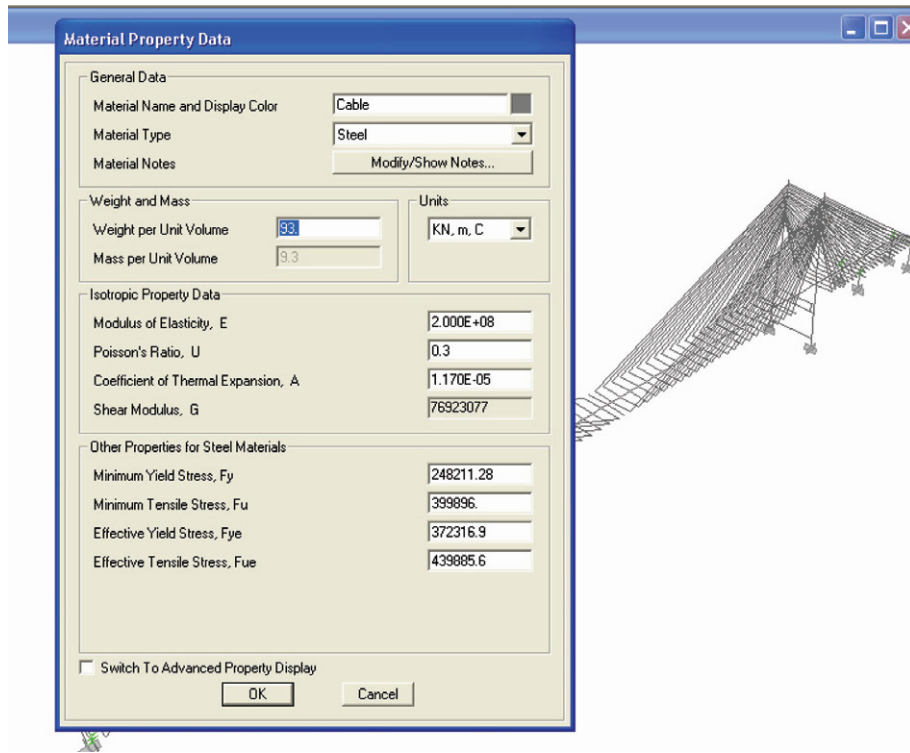 Material Property Data
General Data
Material Name and Display Color Cable
Material Type Steel
Material Notes Modify/Show Notes...
Weight and Mass Units
Weight per Unit Volume 93. KN, m, C
Mass per Unit Volume 9.3
Isotropic Property Data
Modulus of Elasticity, E 2.000E+08
Poisson's Ratio, U 0.3
Coefficient of Thermal Expansion, A 1.170E-05
Shear Modulus, G 76923077
Other Properties for Steel Materials
Minimum Yield Stress, Fy 248211.28
Minimum Tensile Stress, Fu 399896.
Effective Yield Stress, Fye 372316.9
Effective Tensile Stress, Fue 439885.6
Switch To Advanced Property Display
OK Cancel